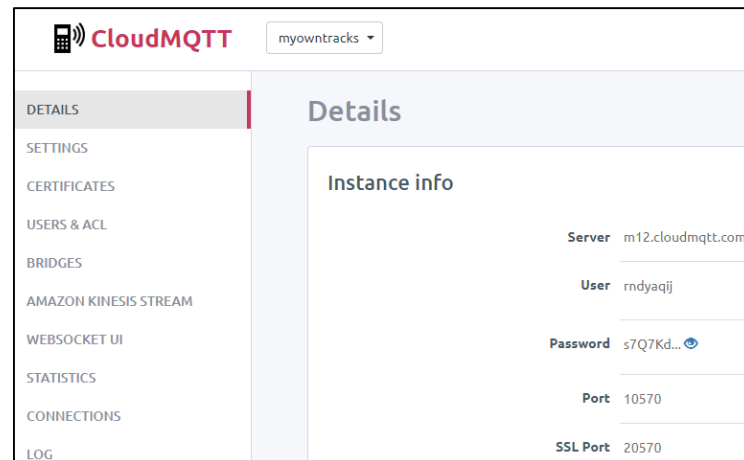 CloudMQTT
myowntracks
DETAILS
SETTINGS
CERTIFICATES
USERS & ACL
BRIDGES
AMAZON KINESIS STREAM
WEBSOCKET UI
STATISTICS
CONNECTIONS
LOG
Details
Instance info
Server m12.cloudmqtt.com
User rndyaqij
Password s7Q7Kd...
Port 10570
SSL Port 20570